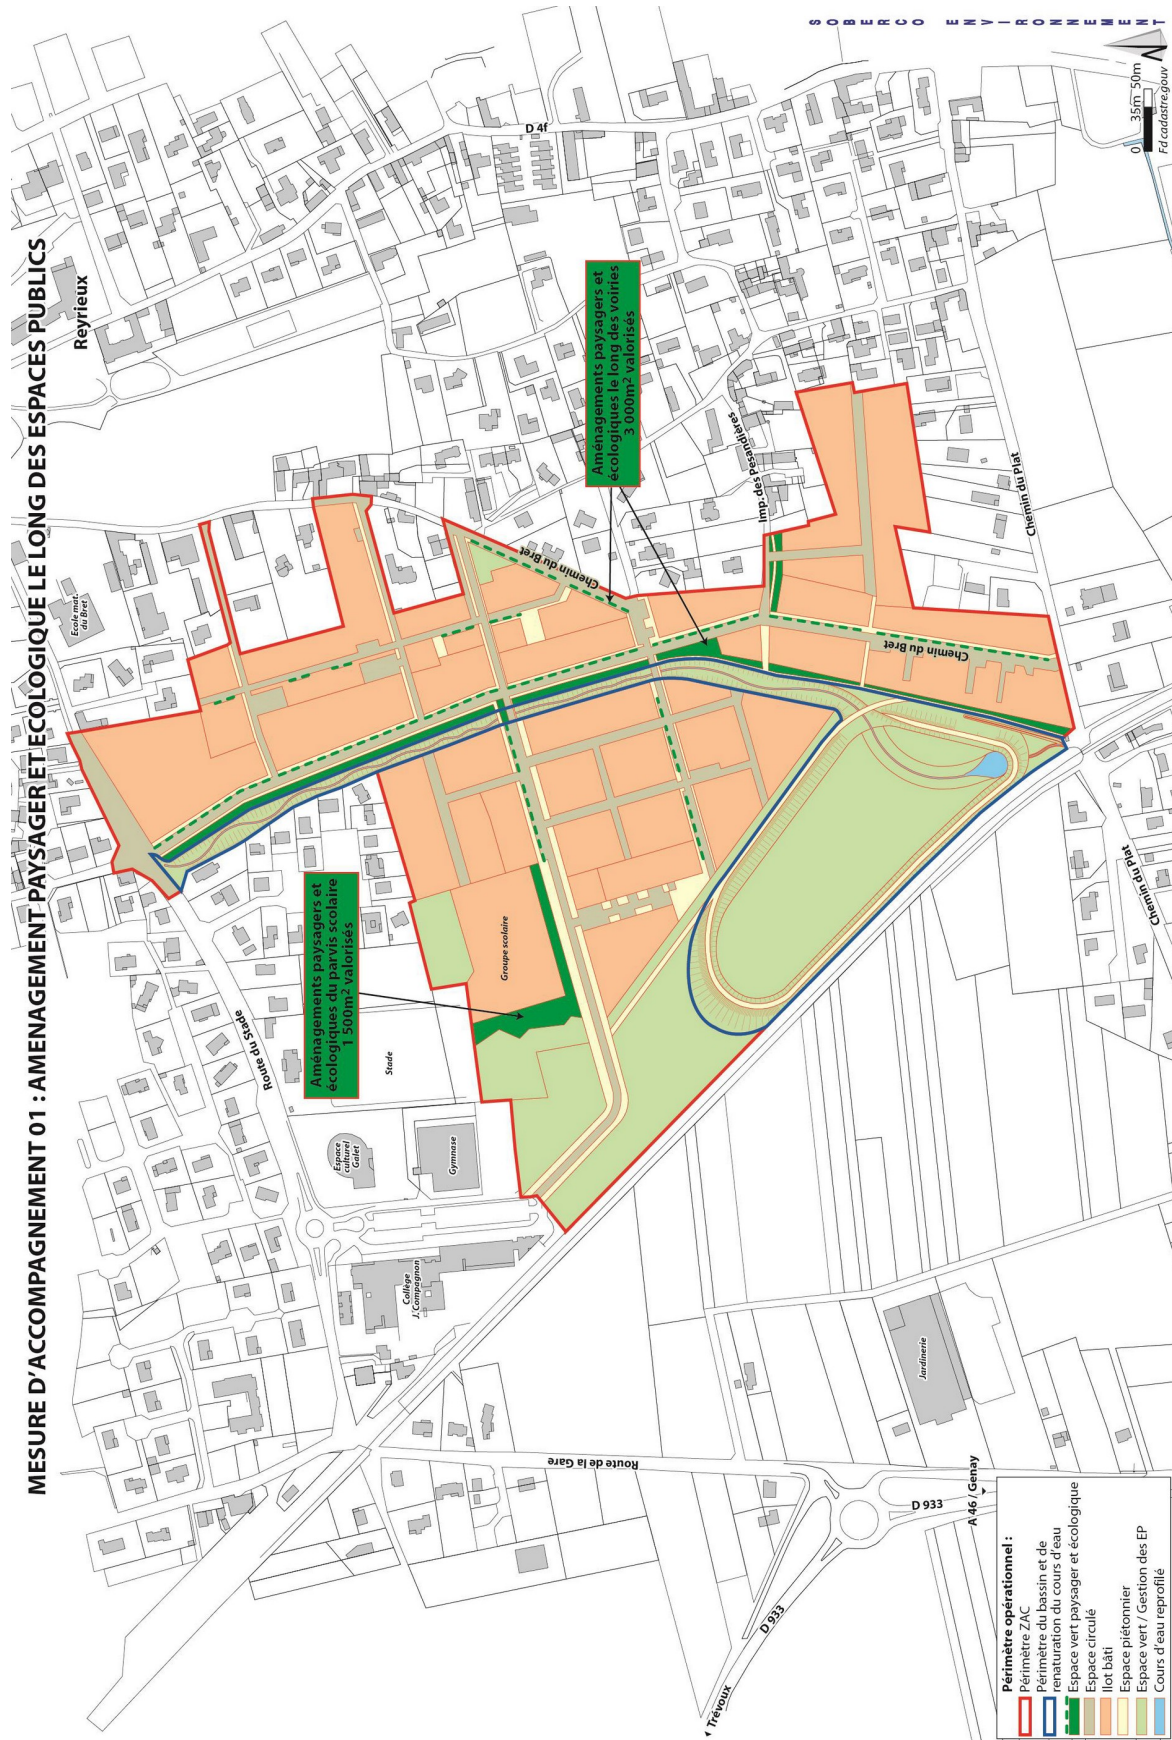 MESURE D'ACCOMPAGNEMENT 01 : AMENAGEMENT PAYSAGER ET ECOLOGIQUE LE LONG DES ESPACES PUBLICS
SOBERCO ENVIRONNEMENT
Reyrieux
Ecole mat.
du Bret
D 4f
Route du Stade
Aménagements paysagers et
écologiques du parvis scolaire
1 500m² valorisés
Aménagements paysagers et
écologiques le long des voiries
3 000m² valorisés
Espace
culturel
Galet
Stade
Gymnase
Groupe scolaire
Collège
J. Compagnon
Chemin du Bret
Imp. des Pesandières
Chemin du Bret
Chemin du Plat
Chemin du Plat
Route de la Gare
Jardinerie
D 933
D 933
A 46 / Genay
Trévoux
Périmètre opérationnel :
Périmètre ZAC
Périmètre du bassin et de
renaturation du cours d'eau
Espace vert paysager et écologique
Espace circulé
Ilot bâti
Espace piétonnier
Espace vert / Gestion des EP
Cours d'eau reprofilé
N
0 35m 50m
Fd cadastre.gouv